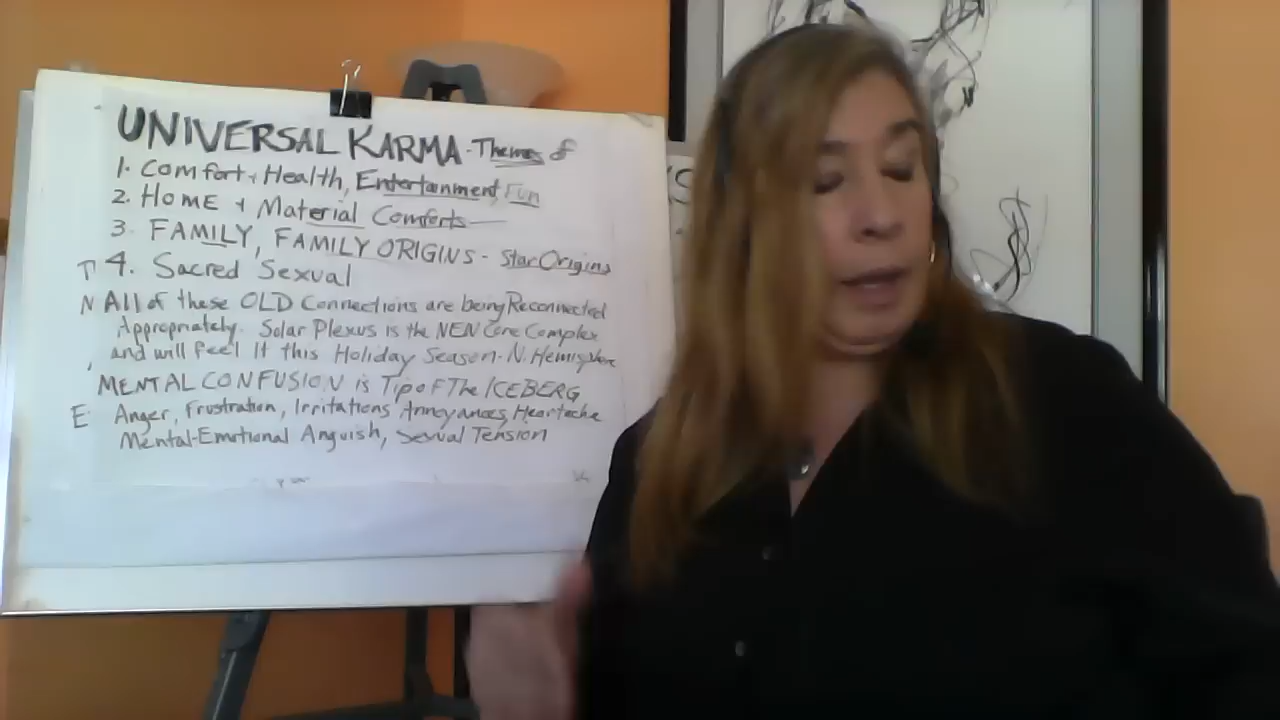 UNIVERSAL KARMA - Themes of
1. Comfort + Health, Entertainment, Fun
2. HOME + Material Comforts
3. FAMILY, FAMILY ORIGINS - Star Origins
T 4. Sacred Sexual
N All of these OLD Connections are being Reconnected
Appropriately. Solar Plexus is the NEW Core Complex
and will feel It this Holiday Season - N. Hemisphere
MENTAL CONFUSION is Tip of The ICEBERG
E Anger, Frustration, Irritations, Annoyances, Heartache
Mental-Emotional Anguish, Sexual Tension